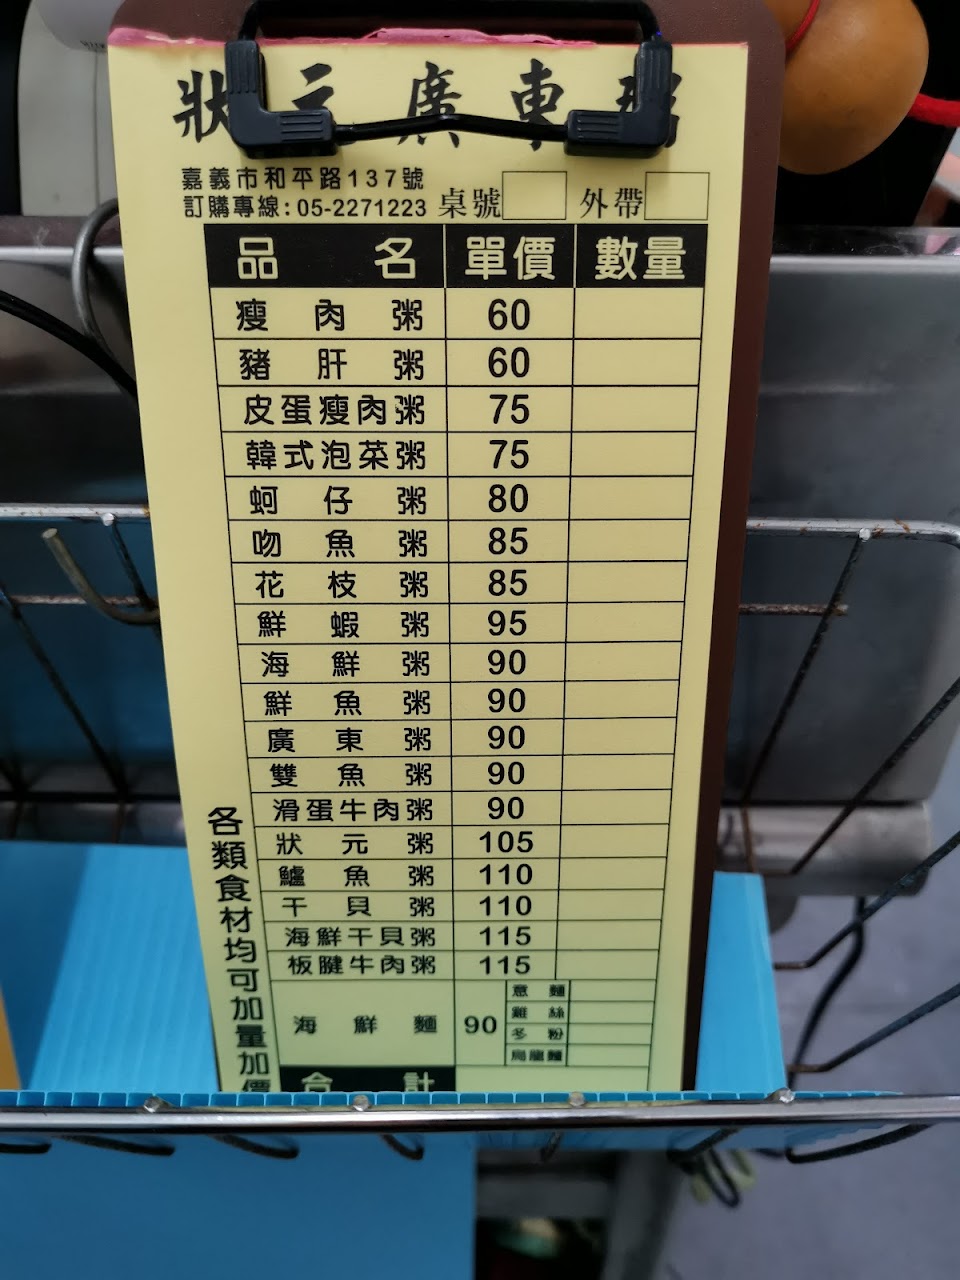 狀元廣東粥
嘉義市和平路137號
訂購專線:05-2271223 桌號 外帶
品名 單價 數量
瘦肉粥 60
豬肝粥 60
皮蛋瘦肉粥 75
韓式泡菜粥 75
蚵仔粥 80
吻魚粥 85
花枝粥 85
鮮蝦粥 95
海鮮粥 90
鮮魚粥 90
廣東粥 90
雙魚粥 90
滑蛋牛肉粥 90
狀元粥 105
鱸魚粥 110
干貝粥 110
海鮮干貝粥 115
板腱牛肉粥 115
海鮮麵 90
意麵
雞絲
冬粉
烏龍麵
合計
各類食材均可加量加價